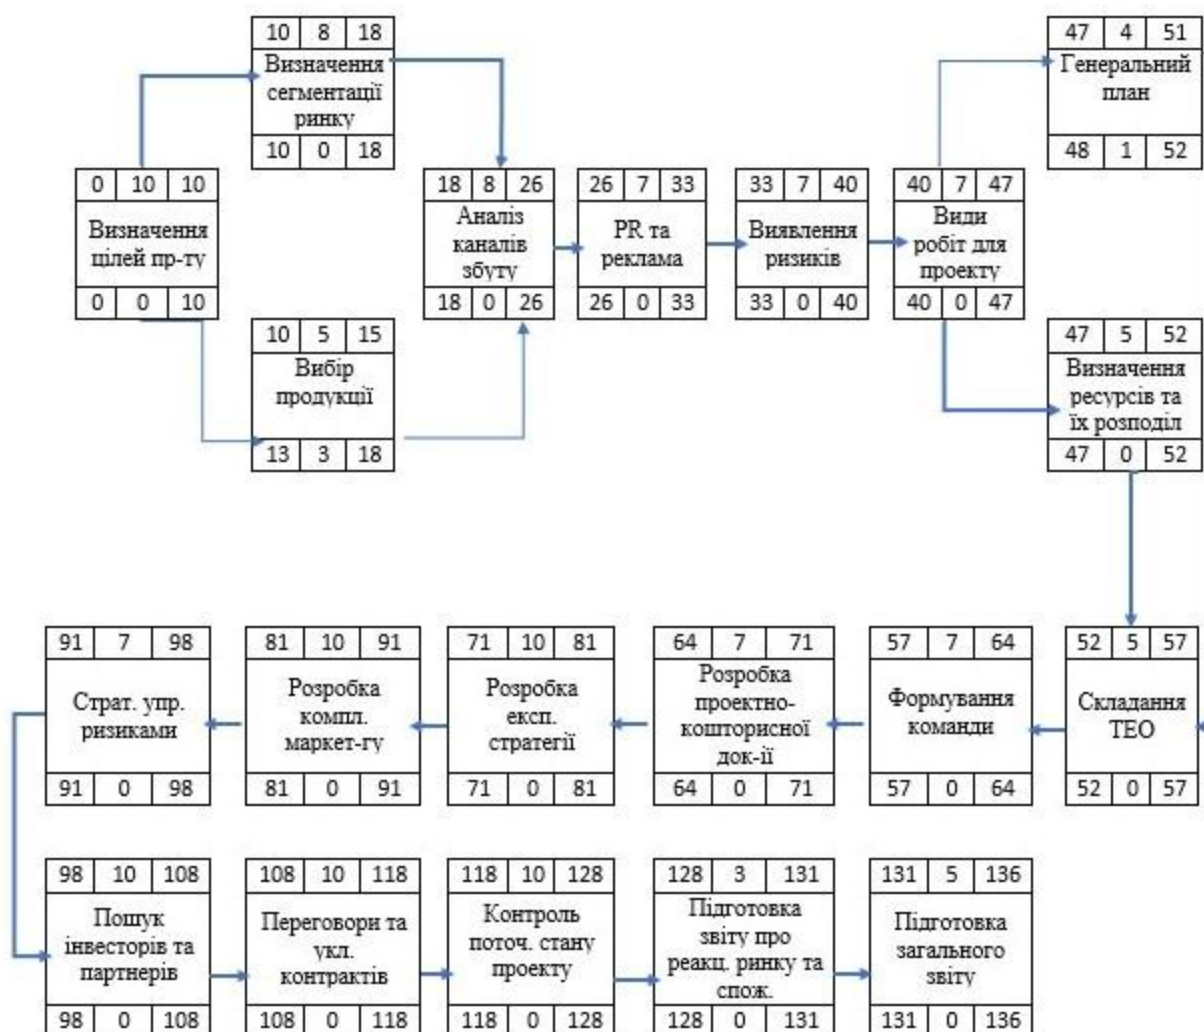 10 8 18
Визначення
сегментації
ринку
10 0 18
47 4 51
Генеральний
план
48 1 52
0 10 10
Визначення
цілей пр-ту
0 0 10
18 8 26
Аналіз
каналів
збуту
18 0 26
26 7 33
PR та
реклама
26 0 33
33 7 40
Виявлення
ризиків
33 0 40
40 7 47
Види
робіт для
проекту
40 0 47
10 5 15
Вибір
продукції
13 3 18
47 5 52
Визначення
ресурсів та
їх розподіл
47 0 52
91 7 98
Страт. упр.
ризиками
91 0 98
81 10 91
Розробка
компл.
маркет-гу
81 0 91
71 10 81
Розробка
експ.
стратегії
71 0 81
64 7 71
Розробка
проектно-
кошторисної
док-ії
64 0 71
57 7 64
Формування
команди
57 0 64
52 5 57
Складання
ТЕО
52 0 57
98 10 108
Пошук
інвесторів та
партнерів
98 0 108
108 10 118
Переговори та
укл.
контрактів
108 0 118
118 10 128
Контроль
поточ. стану
проекту
118 0 128
128 3 131
Підготовка
звіту про
реакц. ринку та
спож.
128 0 131
131 5 136
Підготовка
загального
звіту
131 0 136